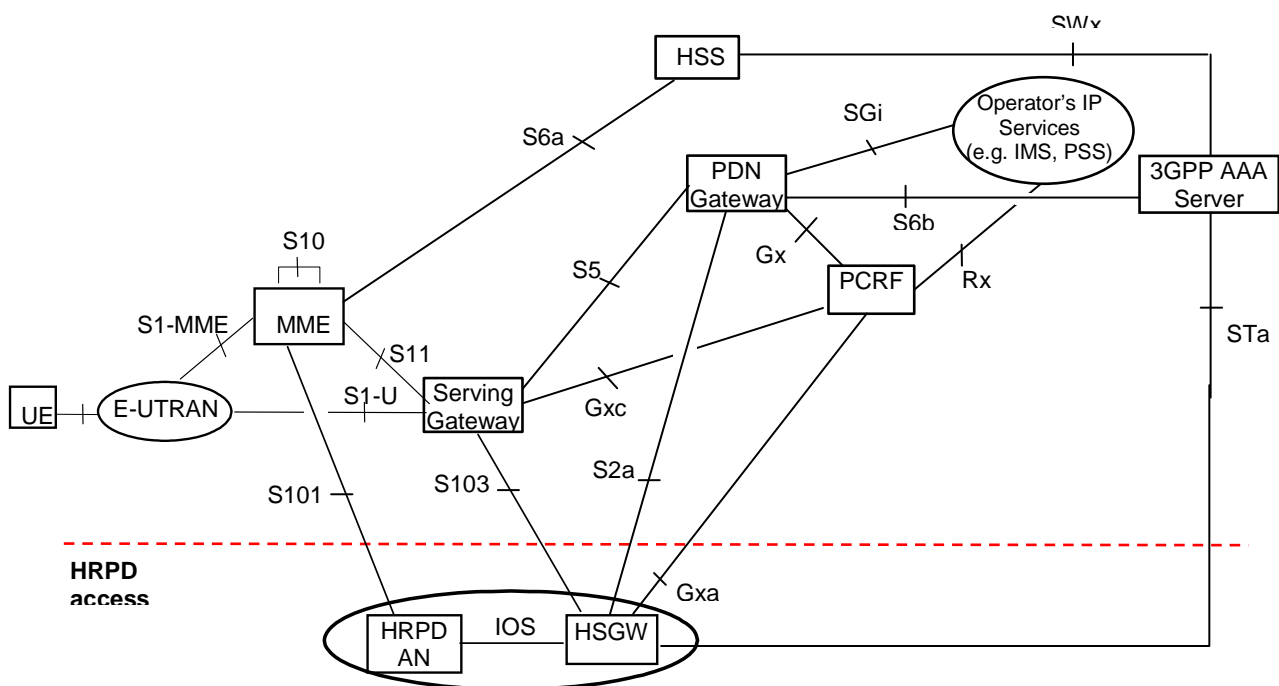 SWx
HSS
Operator's IP
Services
(e.g. IMS, PSS)
SGi
S6a
PDN
Gateway
3GPP AAA
Server
S6b
S10
Gx
S5
PCRF
Rx
S1-MME
MME
STa
S11
S1-U
Serving
Gateway
Gxc
UE
E-UTRAN
S2a
S101
S103
HRPD
access
Gxa
IOS
HRPD
AN
HSGW